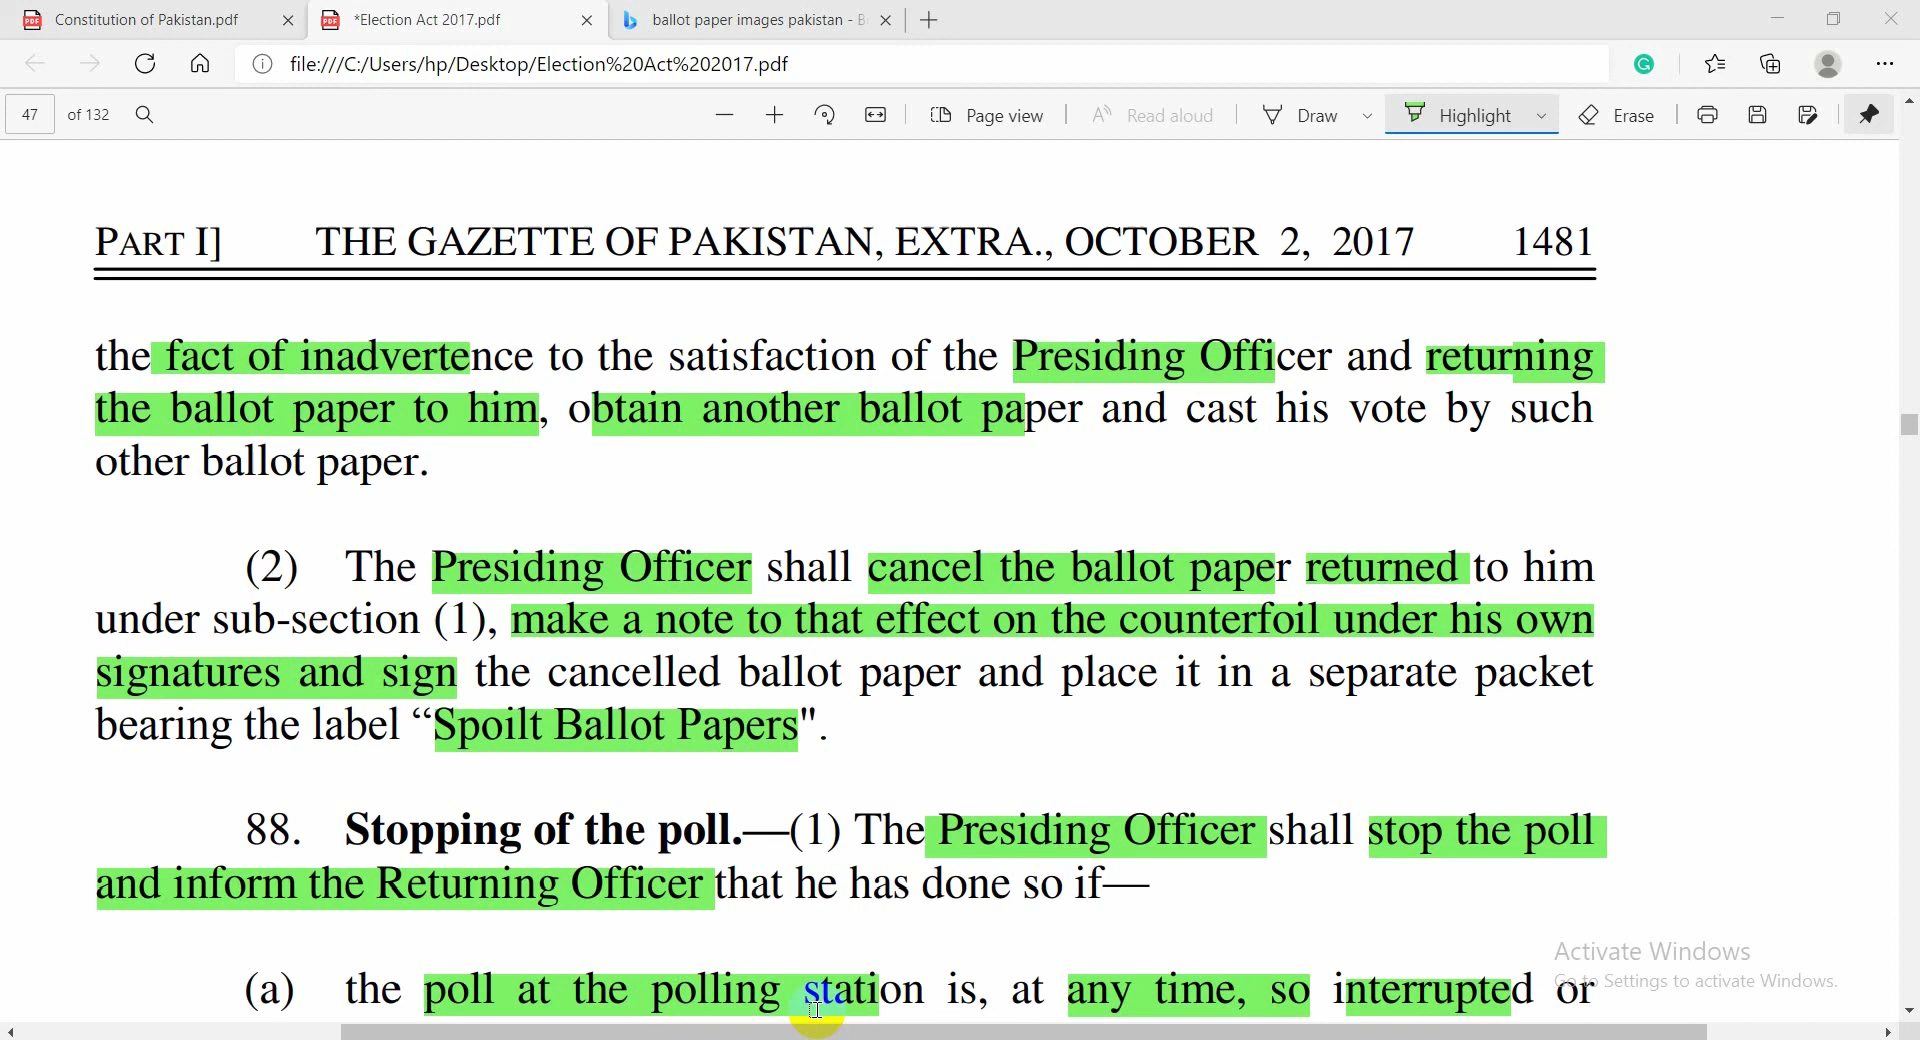 Constitution of Pakistan.pdf
*Election Act 2017.pdf
ballot paper images pakistan - B
file:///C:/Users/hp/Desktop/Election%20Act%202017.pdf
47 of 132
Page view
Read aloud
Draw
Highlight
Erase
PART I] THE GAZETTE OF PAKISTAN, EXTRA., OCTOBER 2, 2017 1481
the fact of inadvertence to the satisfaction of the Presiding Officer and returning
the ballot paper to him, obtain another ballot paper and cast his vote by such
other ballot paper.
(2) The Presiding Officer shall cancel the ballot paper returned to him
under sub-section (1), make a note to that effect on the counterfoil under his own
signatures and sign the cancelled ballot paper and place it in a separate packet
bearing the label “Spoilt Ballot Papers".
88. Stopping of the poll.—(1) The Presiding Officer shall stop the poll
and inform the Returning Officer that he has done so if—
(a) the poll at the polling station is, at any time, so interrupted or
Activate Windows
Go to Settings to activate Windows.